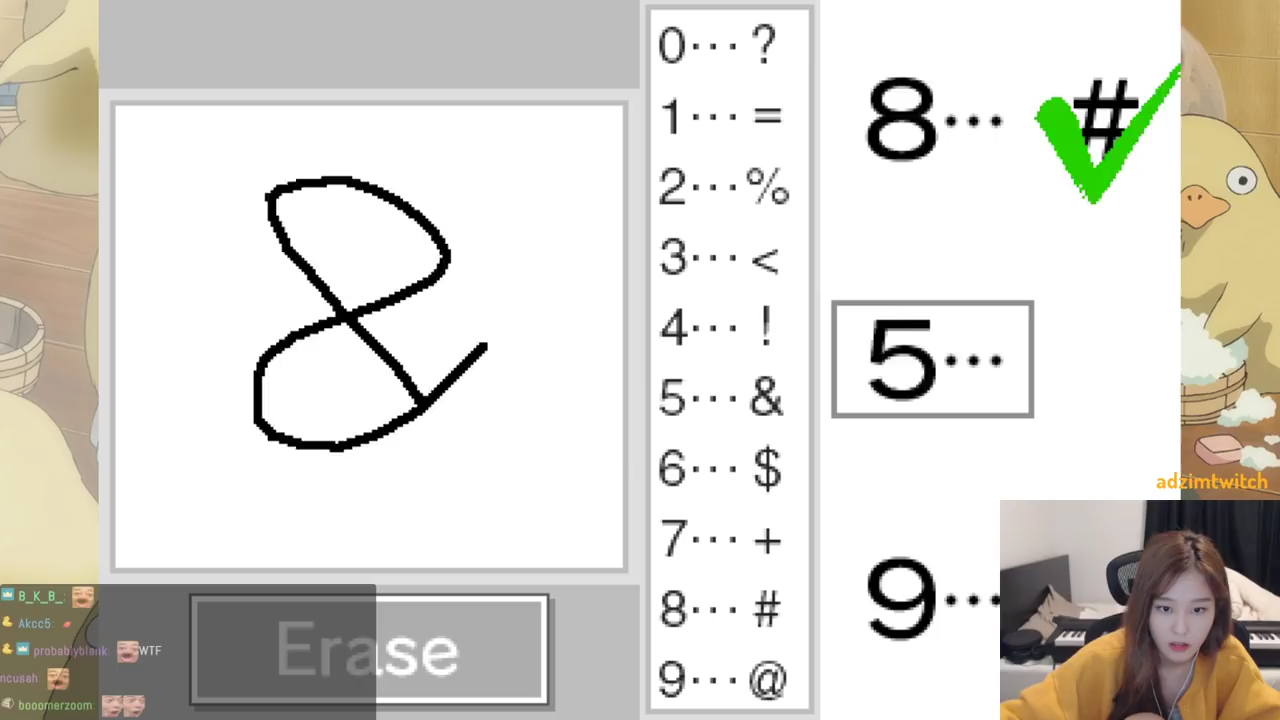 0··· ?
1··· =
2··· %
3··· <
4··· !
5··· &
6··· $
7··· +
8··· #
9··· @
8··· #
5···
9···
&
Erase
adzimtwitch
B_K_B_:
Akcc5:
probablyblank: WTF
ncusah
booomerzoom: